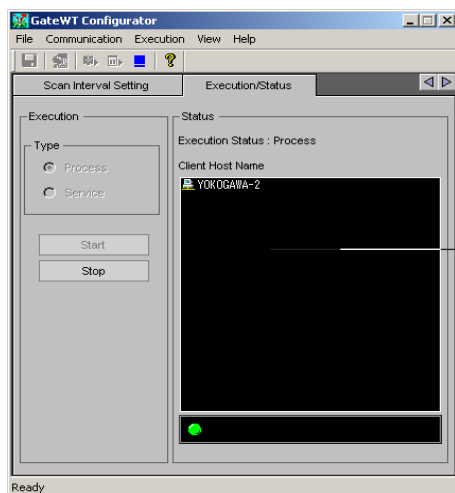 GateWT Configurator
File Communication Execution View Help
Scan Interval Setting Execution/Status
Execution
Type
Process
Service
Start
Stop
Status
Execution Status : Process
Client Host Name
YOKOGAWA-2
Ready